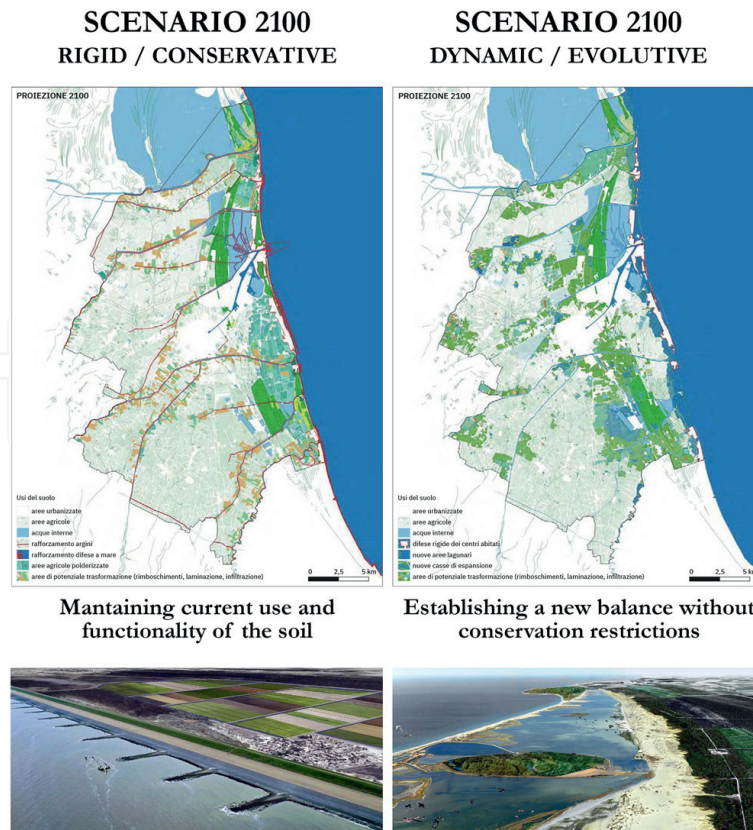 SCENARIO 2100
RIGID / CONSERVATIVE
PROIEZIONE 2100
Usi del suolo
aree urbanizzate
aree agricole
acque interne
rafforzamento argini
rafforzamento difese a mare
aree agricole polderizzate
aree di potenziale trasformazione (rimboschimenti, laminazione, infiltrazione)
0 2,5 5 km
Mantaining current use and
functionality of the soil
SCENARIO 2100
DYNAMIC / EVOLUTIVE
PROIEZIONE 2100
Usi del suolo
aree urbanizzate
aree agricole
acque interne
difese rigide dei centri abitati
nuove aree lagunari
nuove casse di espansione
aree di potenziale trasformazione (rimboschimenti, laminazione, infiltrazione)
0 2,5 5 km
Establishing a new balance without
conservation restrictions